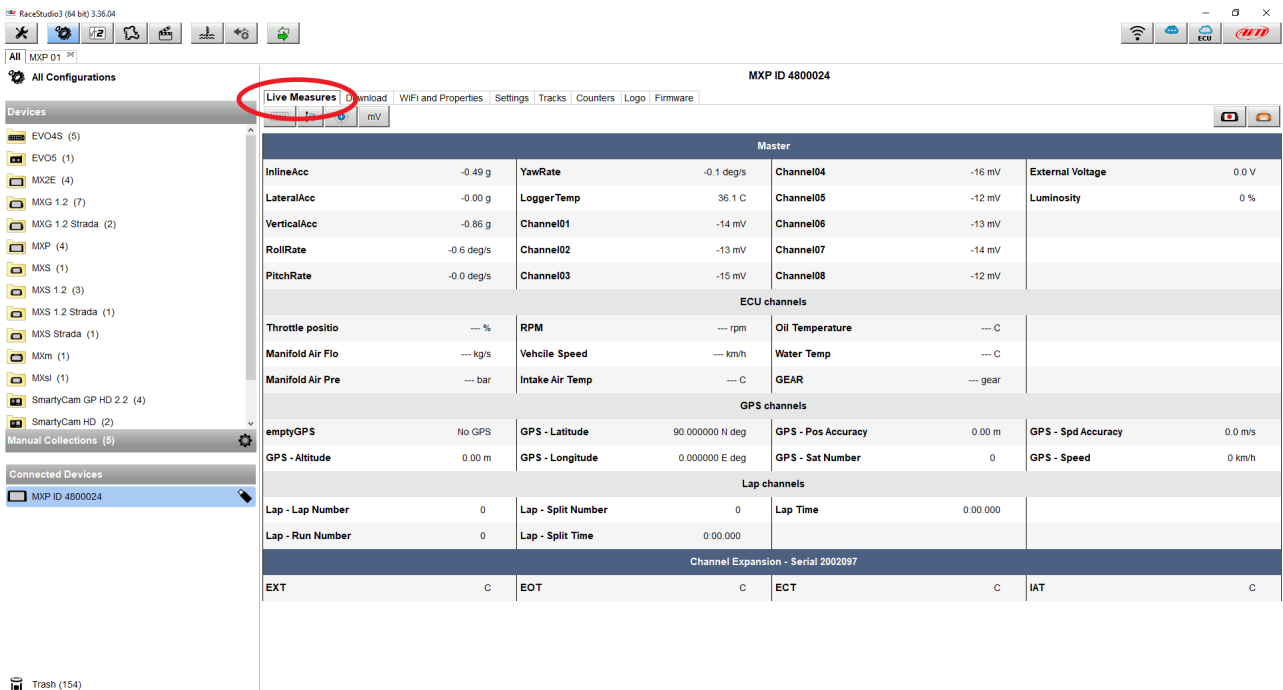 RaceStudio3 (64 bit) 3.36.04
ECU
All MXP 01
All Configurations
Devices
EVO4S (5)
EVO5 (1)
MX2E (4)
MXG 1.2 (7)
MXG 1.2 Strada (2)
MXP (4)
MXS (1)
MXS 1.2 (3)
MXS 1.2 Strada (1)
MXS Strada (1)
MXm (1)
MXsl (1)
SmartyCam GP HD 2.2 (4)
SmartyCam HD (2)
Manual Collections (5)
Connected Devices
MXP ID 4800024
Trash (154)
MXP ID 4800024
Live Measures Download WiFi and Properties Settings Tracks Counters Logo Firmware
mV
Master
InlineAcc -0.49 g YawRate -0.1 deg/s Channel04 -16 mV External Voltage 0.0 V
LateralAcc -0.00 g LoggerTemp 36.1 C Channel05 -12 mV Luminosity 0 %
VerticalAcc -0.86 g Channel01 -14 mV Channel06 -13 mV
RollRate -0.6 deg/s Channel02 -13 mV Channel07 -14 mV
PitchRate -0.0 deg/s Channel03 -15 mV Channel08 -12 mV
ECU channels
Throttle positio --- % RPM --- rpm Oil Temperature --- C
Manifold Air Flo --- kg/s Vehcile Speed --- km/h Water Temp --- C
Manifold Air Pre --- bar Intake Air Temp --- C GEAR --- gear
GPS channels
emptyGPS No GPS GPS - Latitude 90.000000 N deg GPS - Pos Accuracy 0.00 m GPS - Spd Accuracy 0.0 m/s
GPS - Altitude 0.00 m GPS - Longitude 0.000000 E deg GPS - Sat Number 0 GPS - Speed 0 km/h
Lap channels
Lap - Lap Number 0 Lap - Split Number 0 Lap Time 0:00.000
Lap - Run Number 0 Lap - Split Time 0:00.000
Channel Expansion - Serial 2002097
EXT C EOT C ECT C IAT C